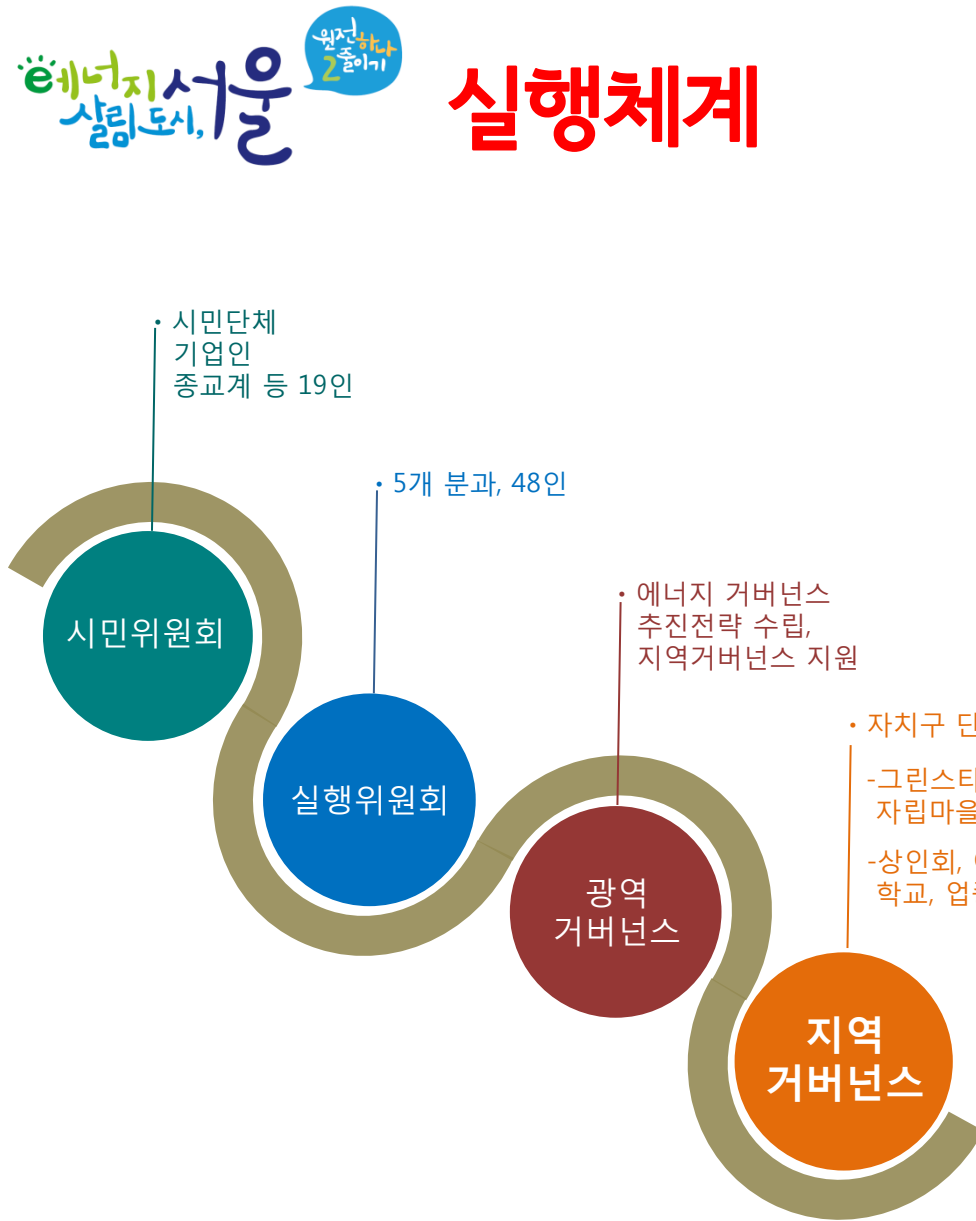 에너지
살림도시, 서울
원전하나
2 줄이기
실행체계
• 시민단체
기업인
종교계 등 19인
• 5개 분과, 48인
• 에너지 거버넌스
추진전략 수립,
지역거버넌스 지원
• 자치구
-그린스타
자립마을
-상인회,
학교,
시민위원회
실행위원회
광역
거버넌스
지역
거버넌스